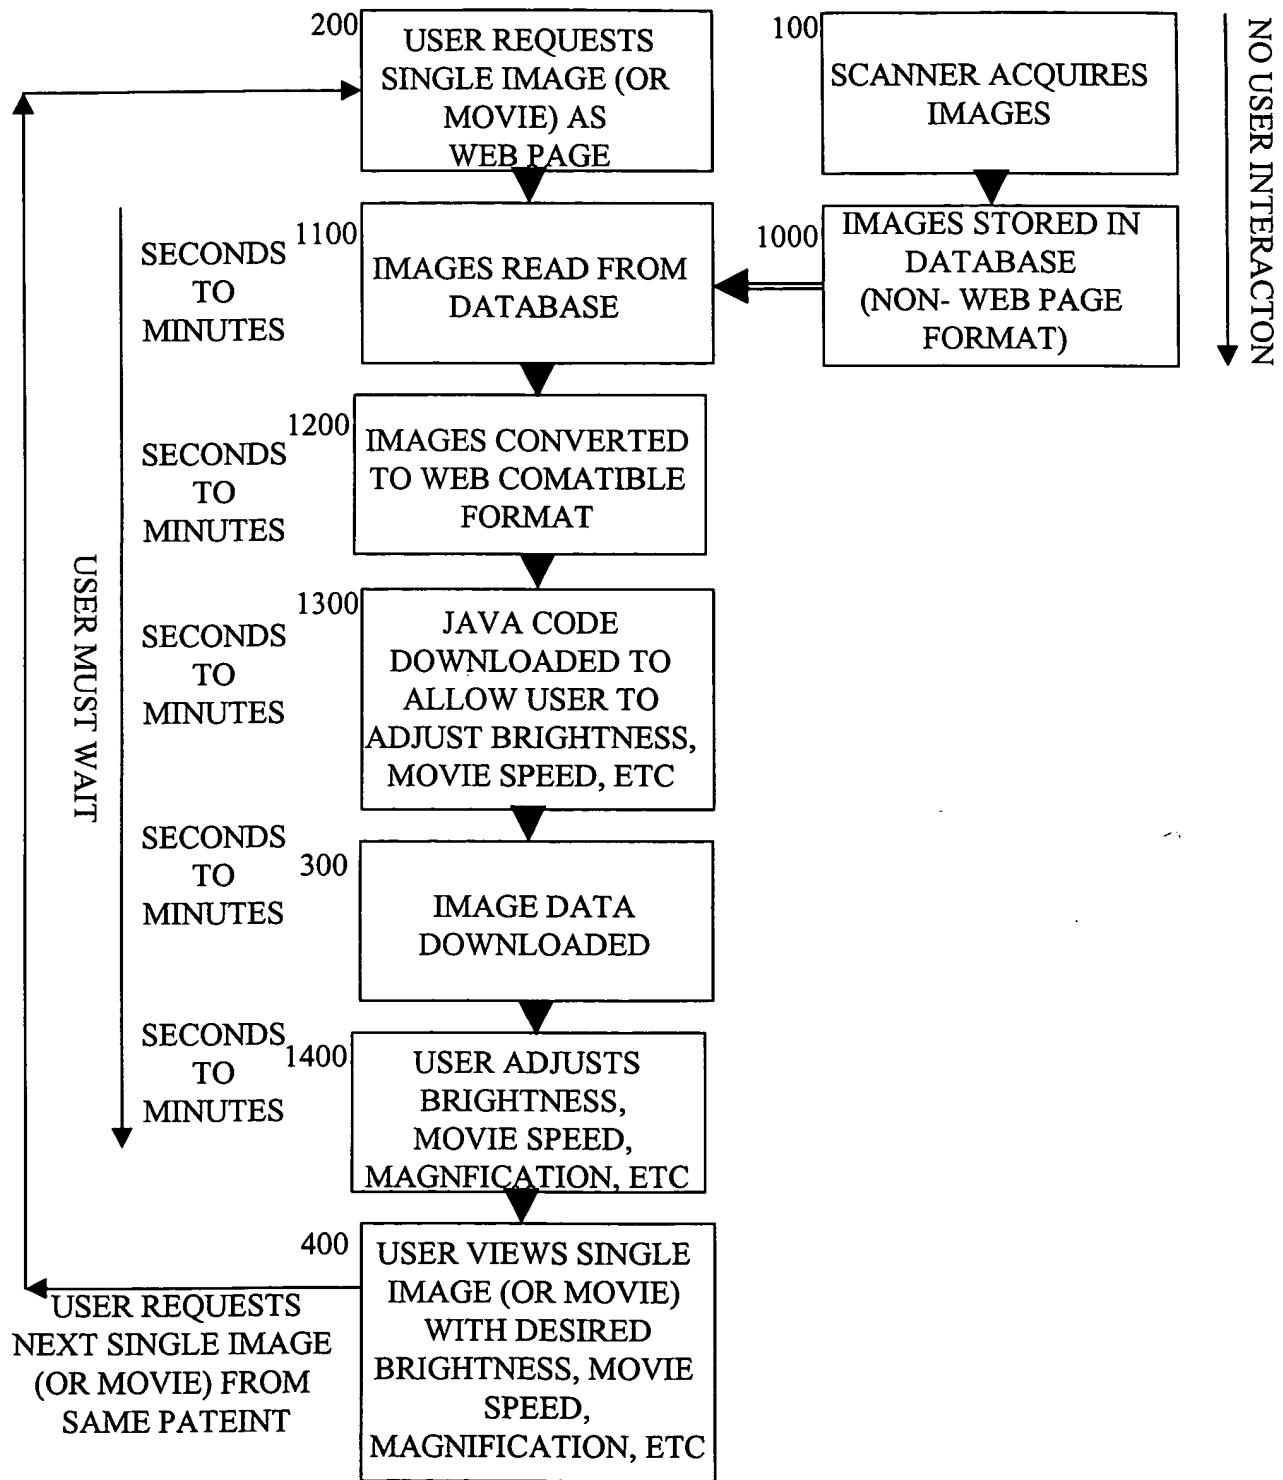 200
USER REQUESTS
SINGLE IMAGE (OR
MOVIE) AS
WEB PAGE
100
SCANNER ACQUIRES
IMAGES
NO USER INTERACTON
1100
IMAGES READ FROM
DATABASE
1000
IMAGES STORED IN
DATABASE
(NON- WEB PAGE
FORMAT)
USER MUST WAIT
SECONDS
TO
MINUTES
1200
IMAGES CONVERTED
TO WEB COMATIBLE
FORMAT
SECONDS
TO
MINUTES
1300
JAVA CODE
DOWNLOADED TO
ALLOW USER TO
ADJUST BRIGHTNESS,
MOVIE SPEED, ETC
SECONDS
TO
MINUTES
300
IMAGE DATA
DOWNLOADED
SECONDS
TO
MINUTES
1400
USER ADJUSTS
BRIGHTNESS,
MOVIE SPEED,
MAGNFICATION, ETC
SECONDS
TO
MINUTES
400
USER VIEWS SINGLE
IMAGE (OR MOVIE)
WITH DESIRED
BRIGHTNESS, MOVIE
SPEED,
MAGNIFICATION, ETC
USER REQUESTS
NEXT SINGLE IMAGE
(OR MOVIE) FROM
SAME PATEINT